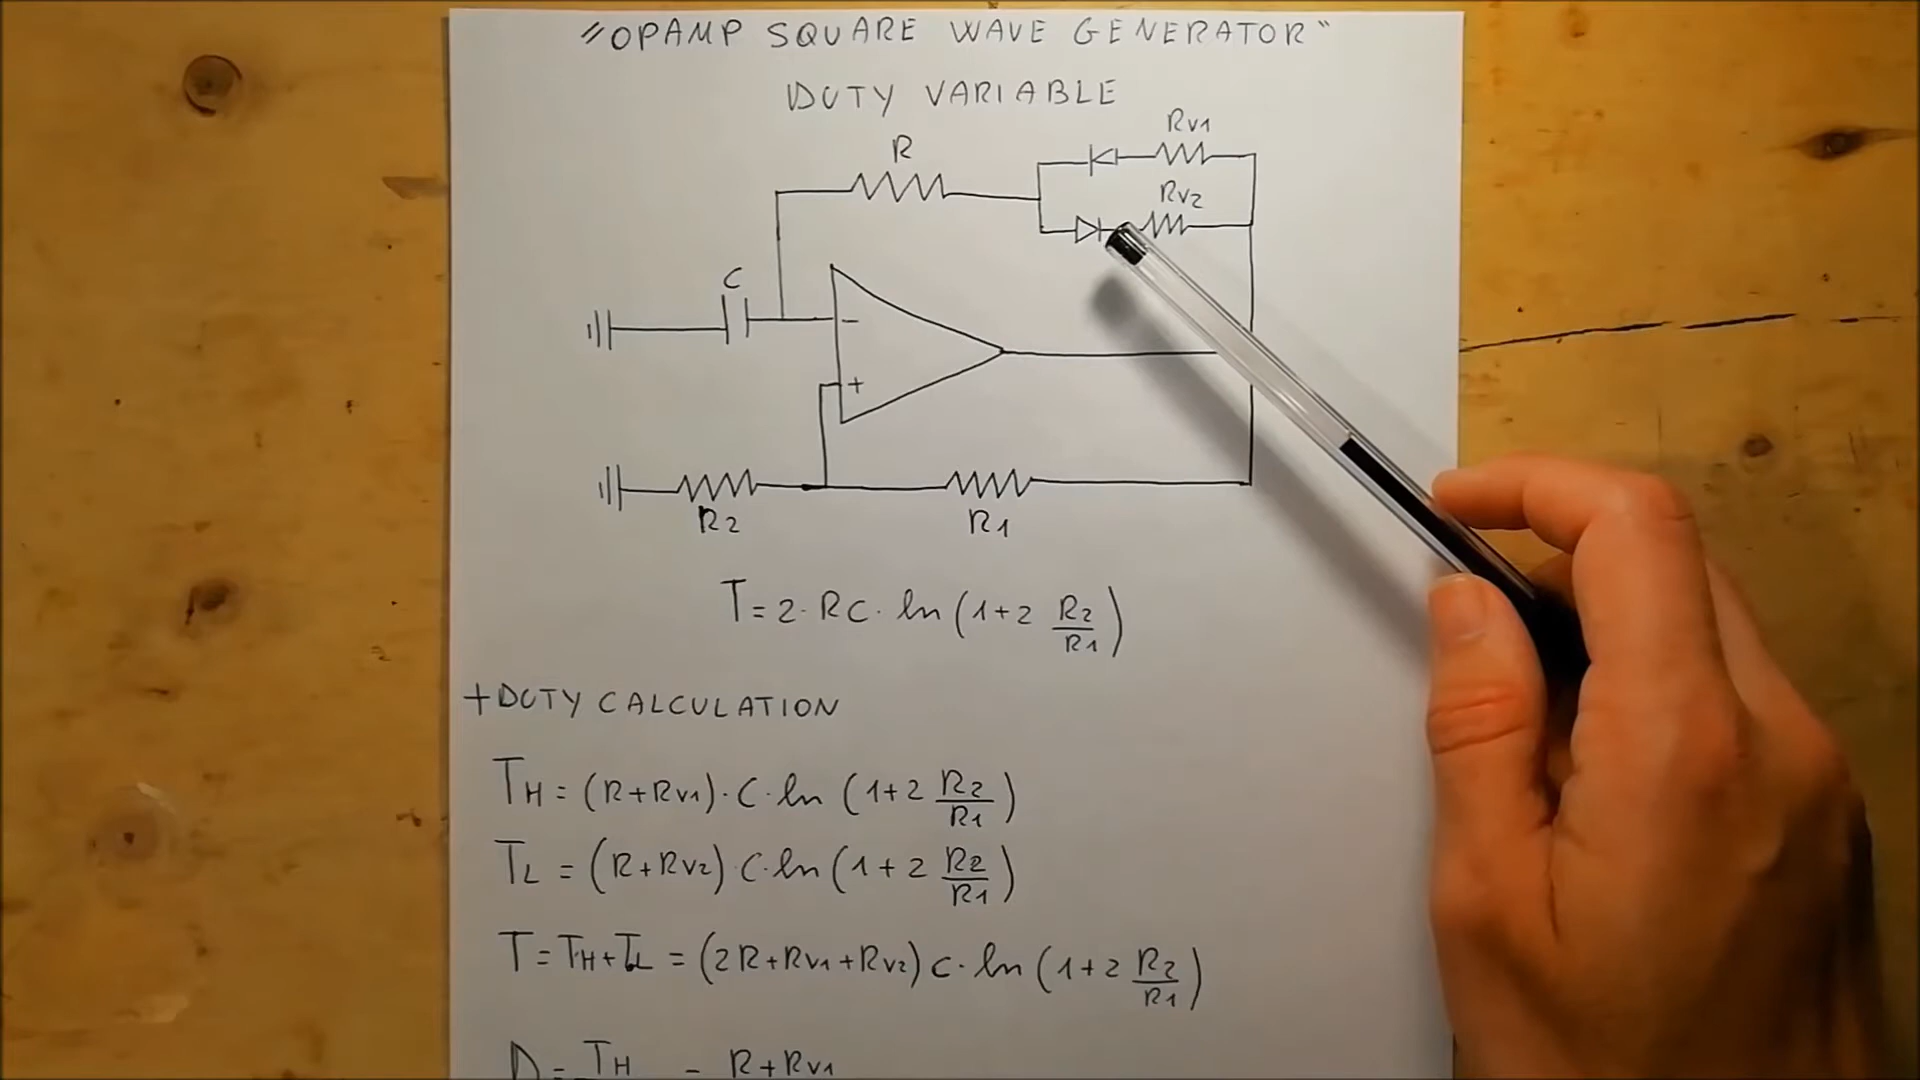 "OPAMP SQUARE WAVE GENERATOR"
DUTY VARIABLE
RV1
R
RV2
C
-
+
R2 R1
T = 2· RC · ln (1+2 R2/R1)
+DUTY CALCULATION
TH = (R+RV1)· C · ln (1+2 R2/R1)
TL = (R+RV2)· C · ln (1+2 R2/R1)
T = TH+TL = (2R+RV1+RV2) C · ln (1+2 R2/R1)
D = TH = R+RV1